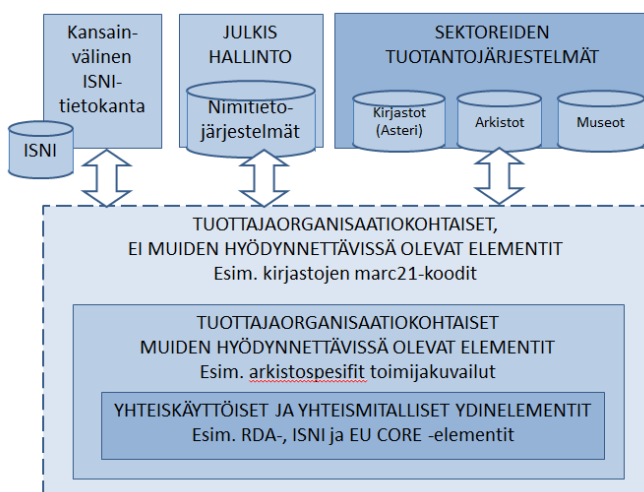 Kansain-
välinen
ISNI-
tietokanta
ISNI
JULKIS
HALLINTO
Nimitieto-
järjestelmät
SEKTOREIDEN
TUOTANTOJÄRJESTELMÄT
Kirjastot
(Asteri)
Arkistot
Museot
TUOTTAJAORGANISAATIOKOHTAISET,
EI MUIDEN HYÖDYNNETTÄVISSÄ OLEVAT ELEMENTIT
Esim. kirjastojen marc21-koodit
TUOTTAJAORGANISAATIOKOHTAISET
MUIDEN HYÖDYNNETTÄVISSÄ OLEVAT ELEMENTIT
Esim. arkistospesifit toimijakuvailut
YHTEISKÄYTTÖISET JA YHTEISMITALLISET YDINELEMENTIT
Esim. RDA-, ISNI ja EU CORE -elementit